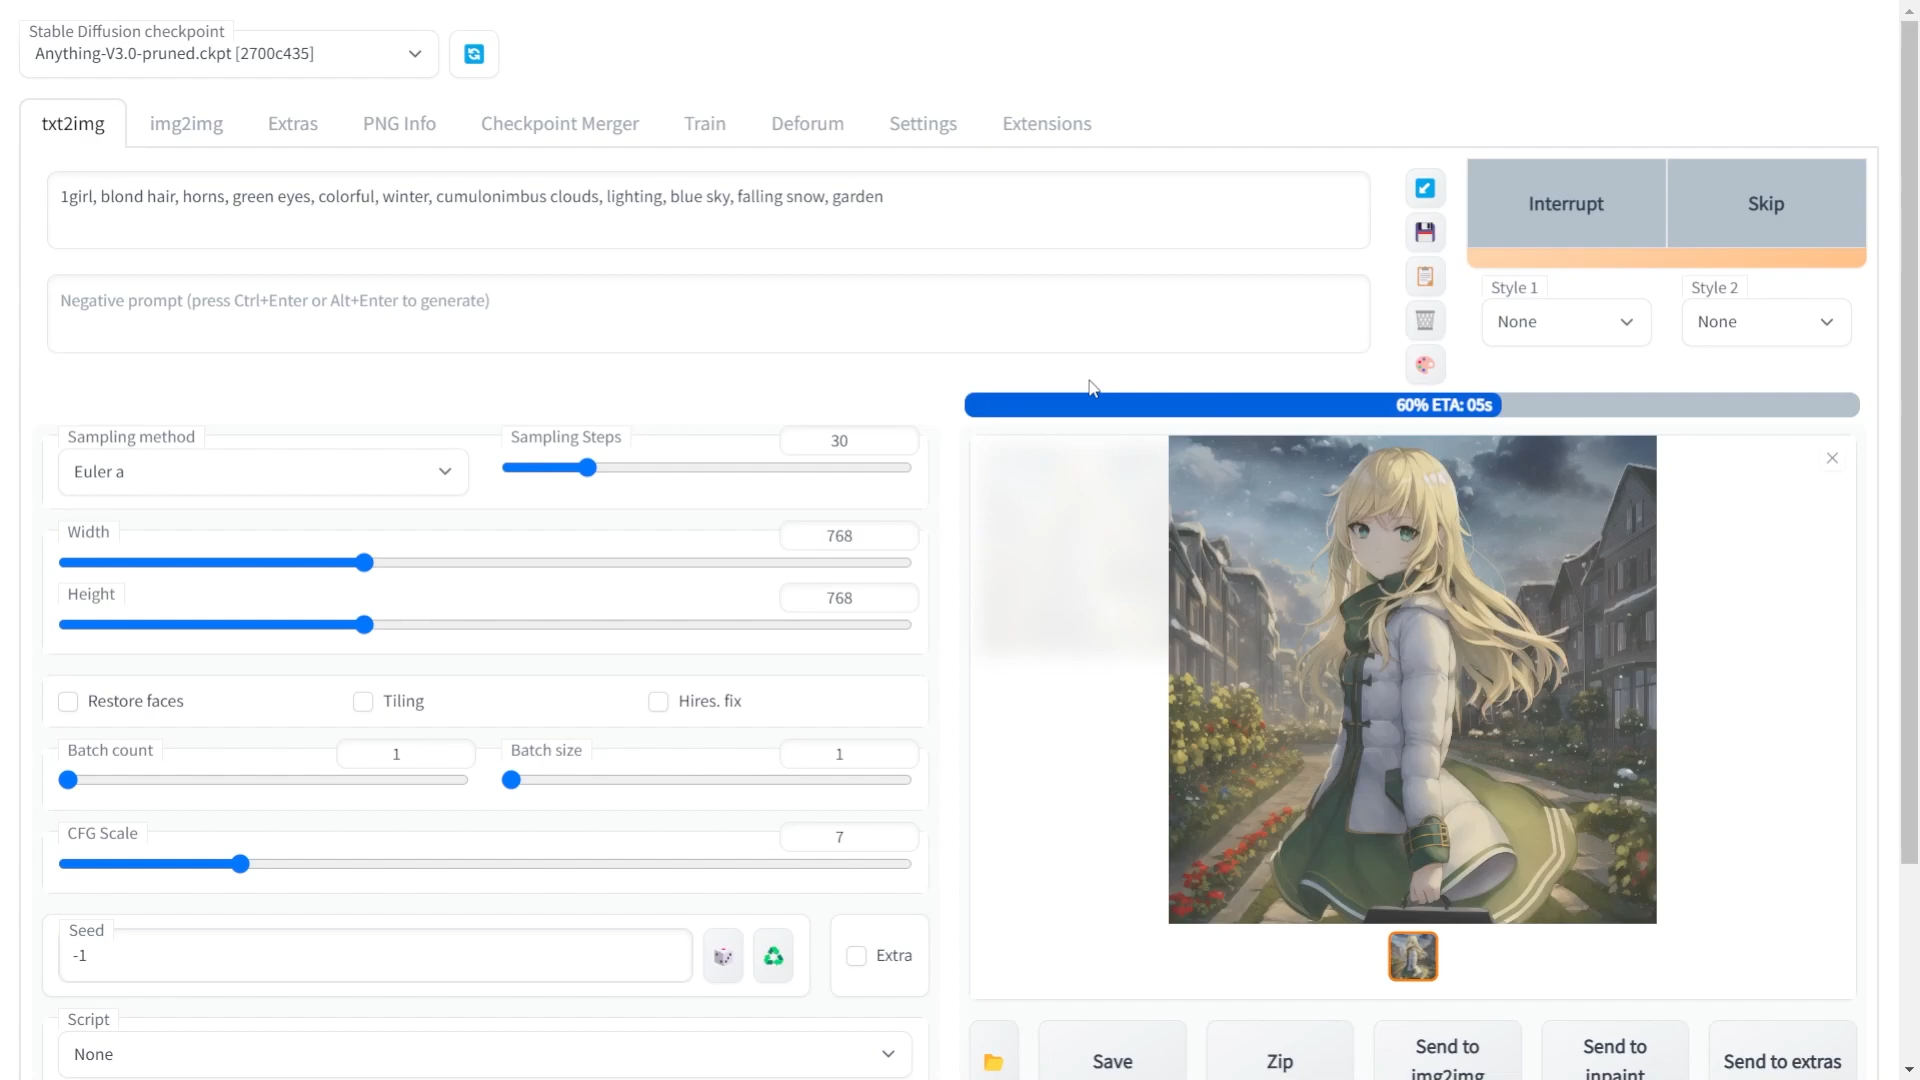 Stable Diffusion checkpoint
Anything-V3.0-pruned.ckpt [2700c435]
txt2img img2img Extras PNG Info Checkpoint Merger Train Deforum Settings Extensions
1girl, blond hair, horns, green eyes, colorful, winter, cumulonimbus clouds, lighting, blue sky, falling snow, garden
Interrupt Skip
Negative prompt (press Ctrl+Enter or Alt+Enter to generate)
Style 1 Style 2
None None
60% ETA: 05s
Sampling method Sampling Steps 30
Euler a
Width 768
Height 768
Restore faces Tiling Hires. fix
Batch count 1 Batch size 1
CFG Scale 7
Seed
-1
Extra
Script
None
Save Zip Send to img2img Send to inpaint Send to extras